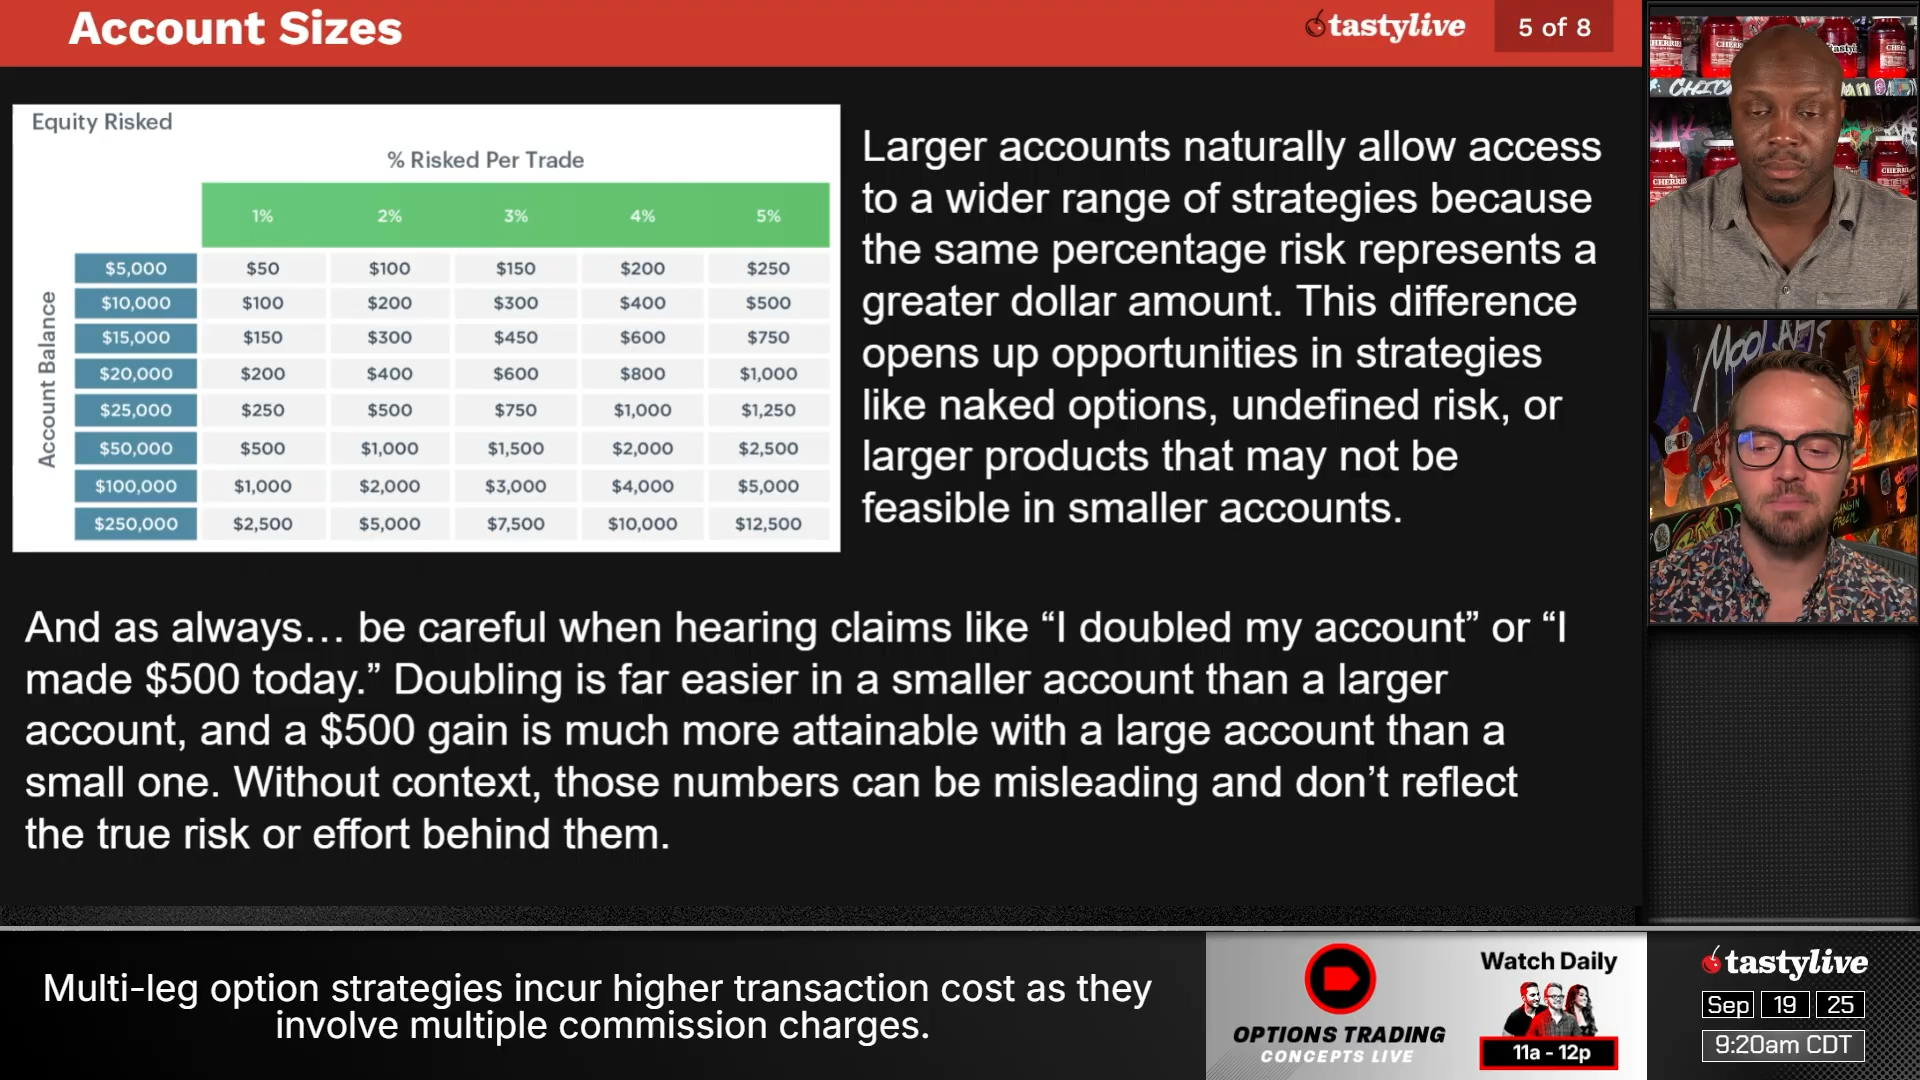 Account Sizes
tastylive
5 of 8
Equity Risked
% Risked Per Trade
1% 2% 3% 4% 5%
Account Balance
$5,000 $50 $100 $150 $200 $250
$10,000 $100 $200 $300 $400 $500
$15,000 $150 $300 $450 $600 $750
$20,000 $200 $400 $600 $800 $1,000
$25,000 $250 $500 $750 $1,000 $1,250
$50,000 $500 $1,000 $1,500 $2,000 $2,500
$100,000 $1,000 $2,000 $3,000 $4,000 $5,000
$250,000 $2,500 $5,000 $7,500 $10,000 $12,500
Larger accounts naturally allow access
to a wider range of strategies because
the same percentage risk represents a
greater dollar amount. This difference
opens up opportunities in strategies
like naked options, undefined risk, or
larger products that may not be
feasible in smaller accounts.
And as always… be careful when hearing claims like “I doubled my account” or “I
made $500 today.” Doubling is far easier in a smaller account than a larger
account, and a $500 gain is much more attainable with a large account than a
small one. Without context, those numbers can be misleading and don’t reflect
the true risk or effort behind them.
Multi-leg option strategies incur higher transaction cost as they
involve multiple commission charges.
OPTIONS TRADING
CONCEPTS LIVE
Watch Daily
11a - 12p
tastylive
Sep 19 25
9:20am CDT